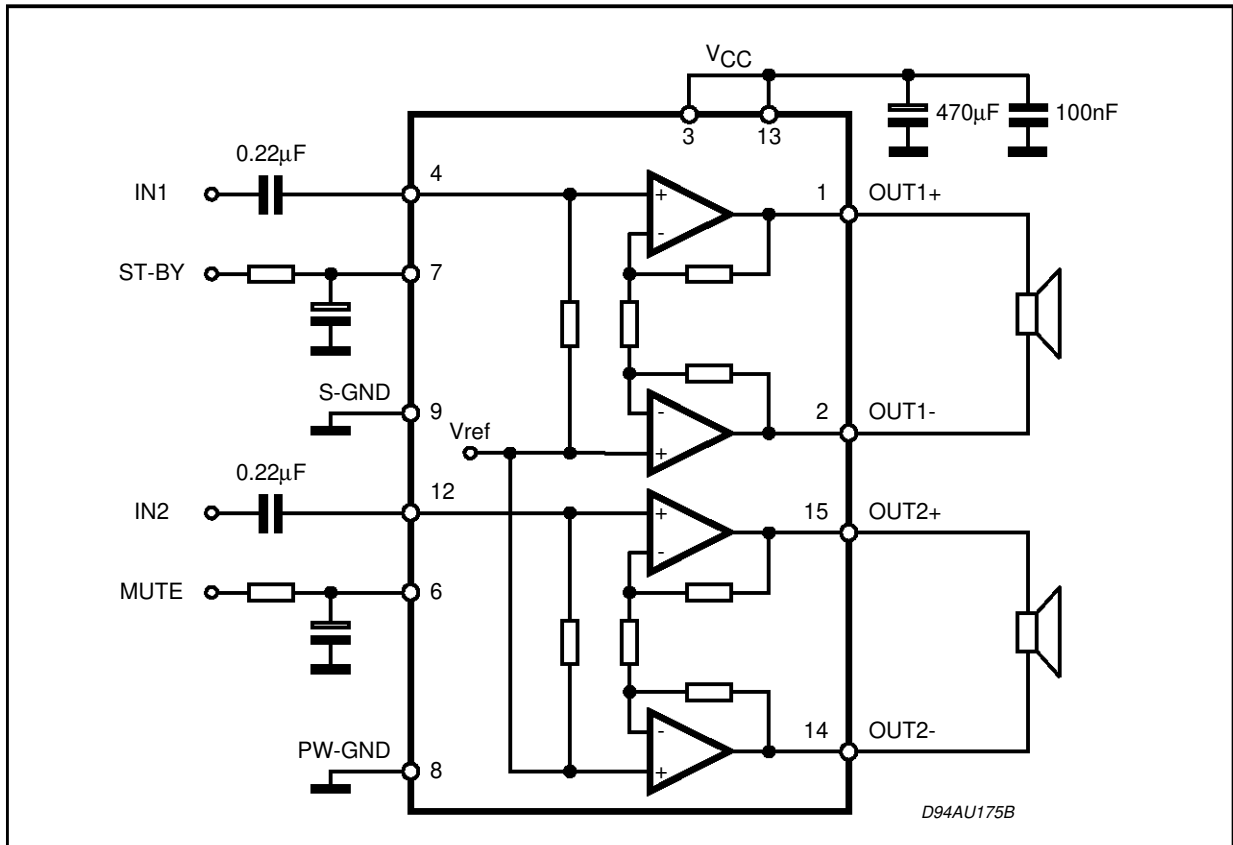 VCC
3
13
470μF
100nF
0.22μF
IN1
4
+
-
1
OUT1+
ST-BY
7
S-GND
9
-
+
2
OUT1-
Vref
0.22μF
IN2
12
+
-
15
OUT2+
MUTE
6
PW-GND
8
-
+
14
OUT2-
D94AU175B